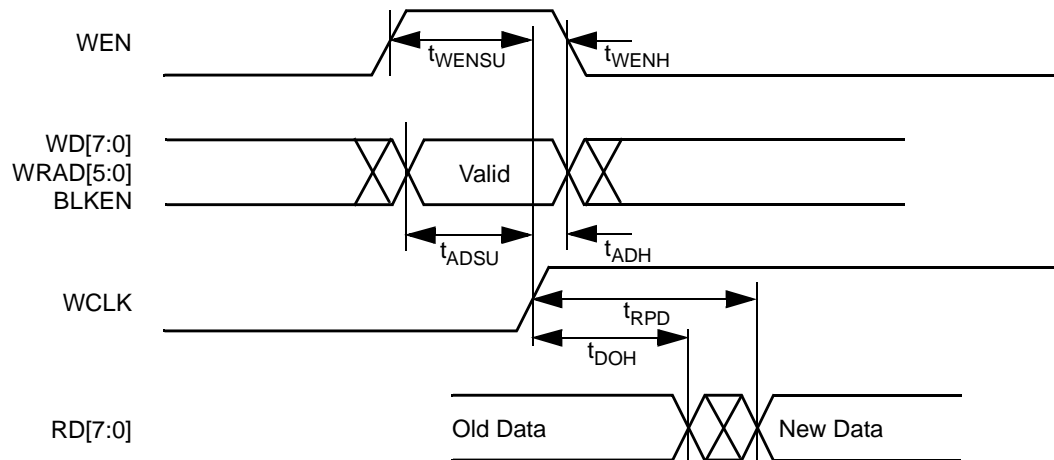 WEN
tWENSU
tWENH
WD[7:0]
WRAD[5:0]
BLKEN
Valid
tADSU
tADH
WCLK
tRPD
tDOH
RD[7:0]
Old Data
New Data